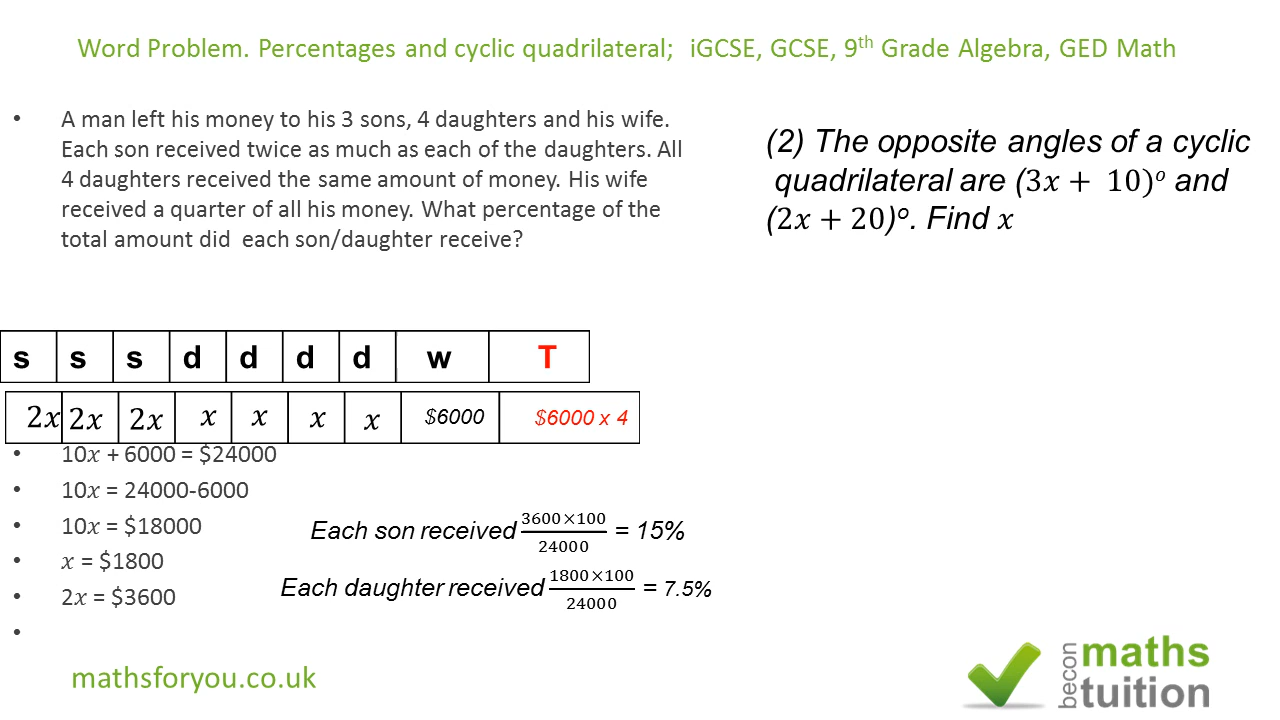 Word Problem. Percentages and cyclic quadrilateral; iGCSE, GCSE, 9th Grade Algebra, GED Math
• A man left his money to his 3 sons, 4 daughters and his wife.
Each son received twice as much as each of the daughters. All
4 daughters received the same amount of money. His wife
received a quarter of all his money. What percentage of the
total amount did each son/daughter receive?
(2) The opposite angles of a cyclic
quadrilateral are (3x + 10)º and
(2x + 20)º. Find x
s s s d d d d w T
2x 2x 2x x x x x $6000 $6000 x 4
• 10x + 6000 = $24000
• 10x = 24000-6000
• 10x = $18000
• x = $1800
• 2x = $3600
•
Each son received 3600×100/24000 = 15%
Each daughter received 1800×100/24000 = 7.5%
mathsforyou.co.uk
becon
maths
tuition